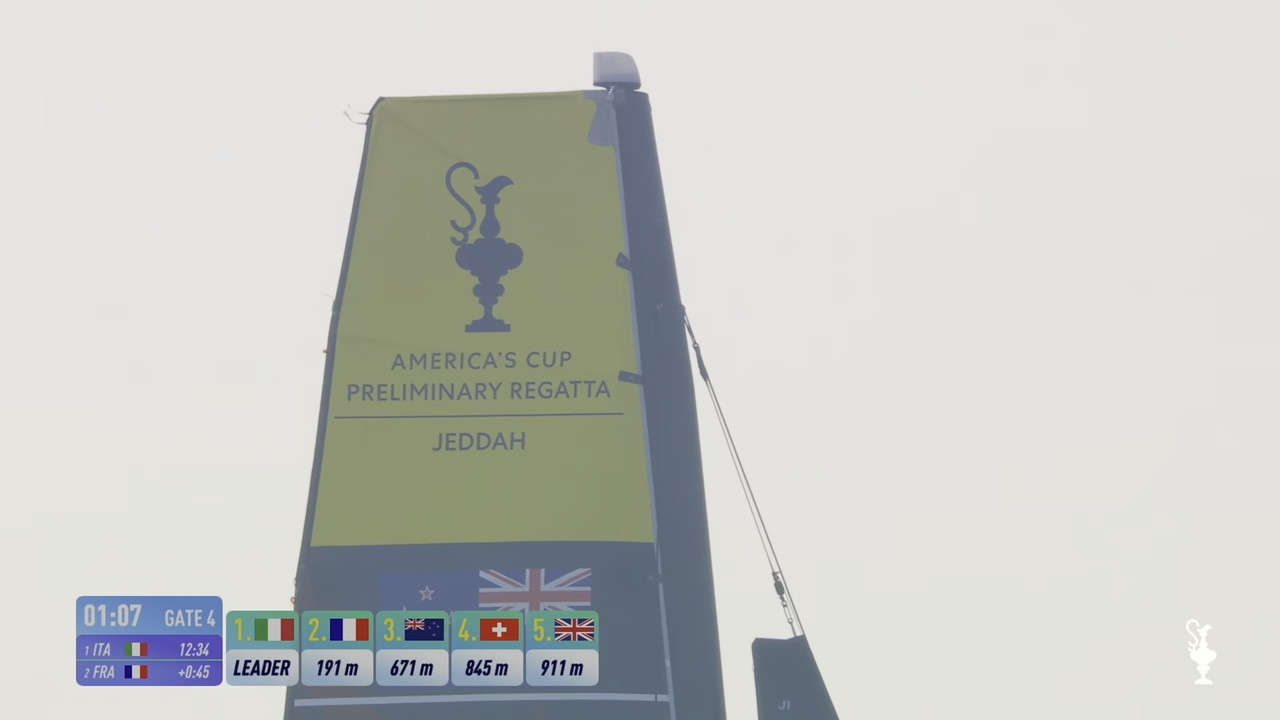 AMERICA'S CUP
PRELIMINARY REGATTA
JEDDAH
01:07 GATE 4
1 ITA 12:34
2 FRA +0:45
1. 2. 3. 4. 5.
LEADER 191 m 671 m 845 m 911 m
JI